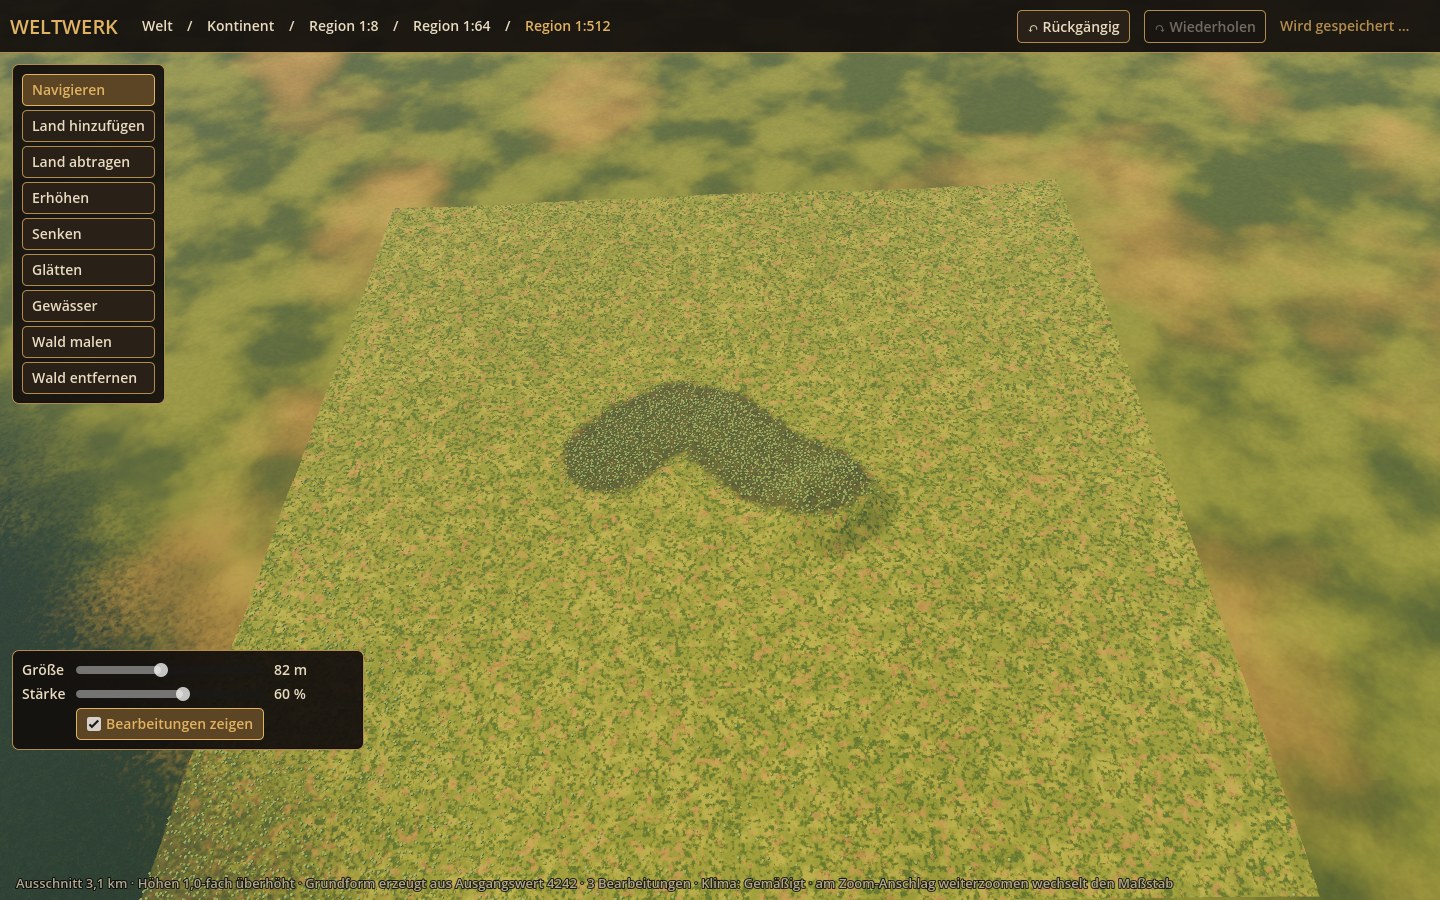 WELTWERK Welt / Kontinent / Region 1:8 / Region 1:64 / Region 1:512 Rückgängig Wiederholen Wird gespeichert ...
Navigieren
Land hinzufügen
Land abtragen
Erhöhen
Senken
Glätten
Gewässer
Wald malen
Wald entfernen
Größe 82 m
Stärke 60 %
Bearbeitungen zeigen
Ausschnitt 3,1 km · Höhen 1,0-fach überhöht · Grundform erzeugt aus Ausgangswert 4242 · 3 Bearbeitungen · Klima: Gemäßigt · am Zoom-Anschlag weiterzoomen wechselt den Maßstab